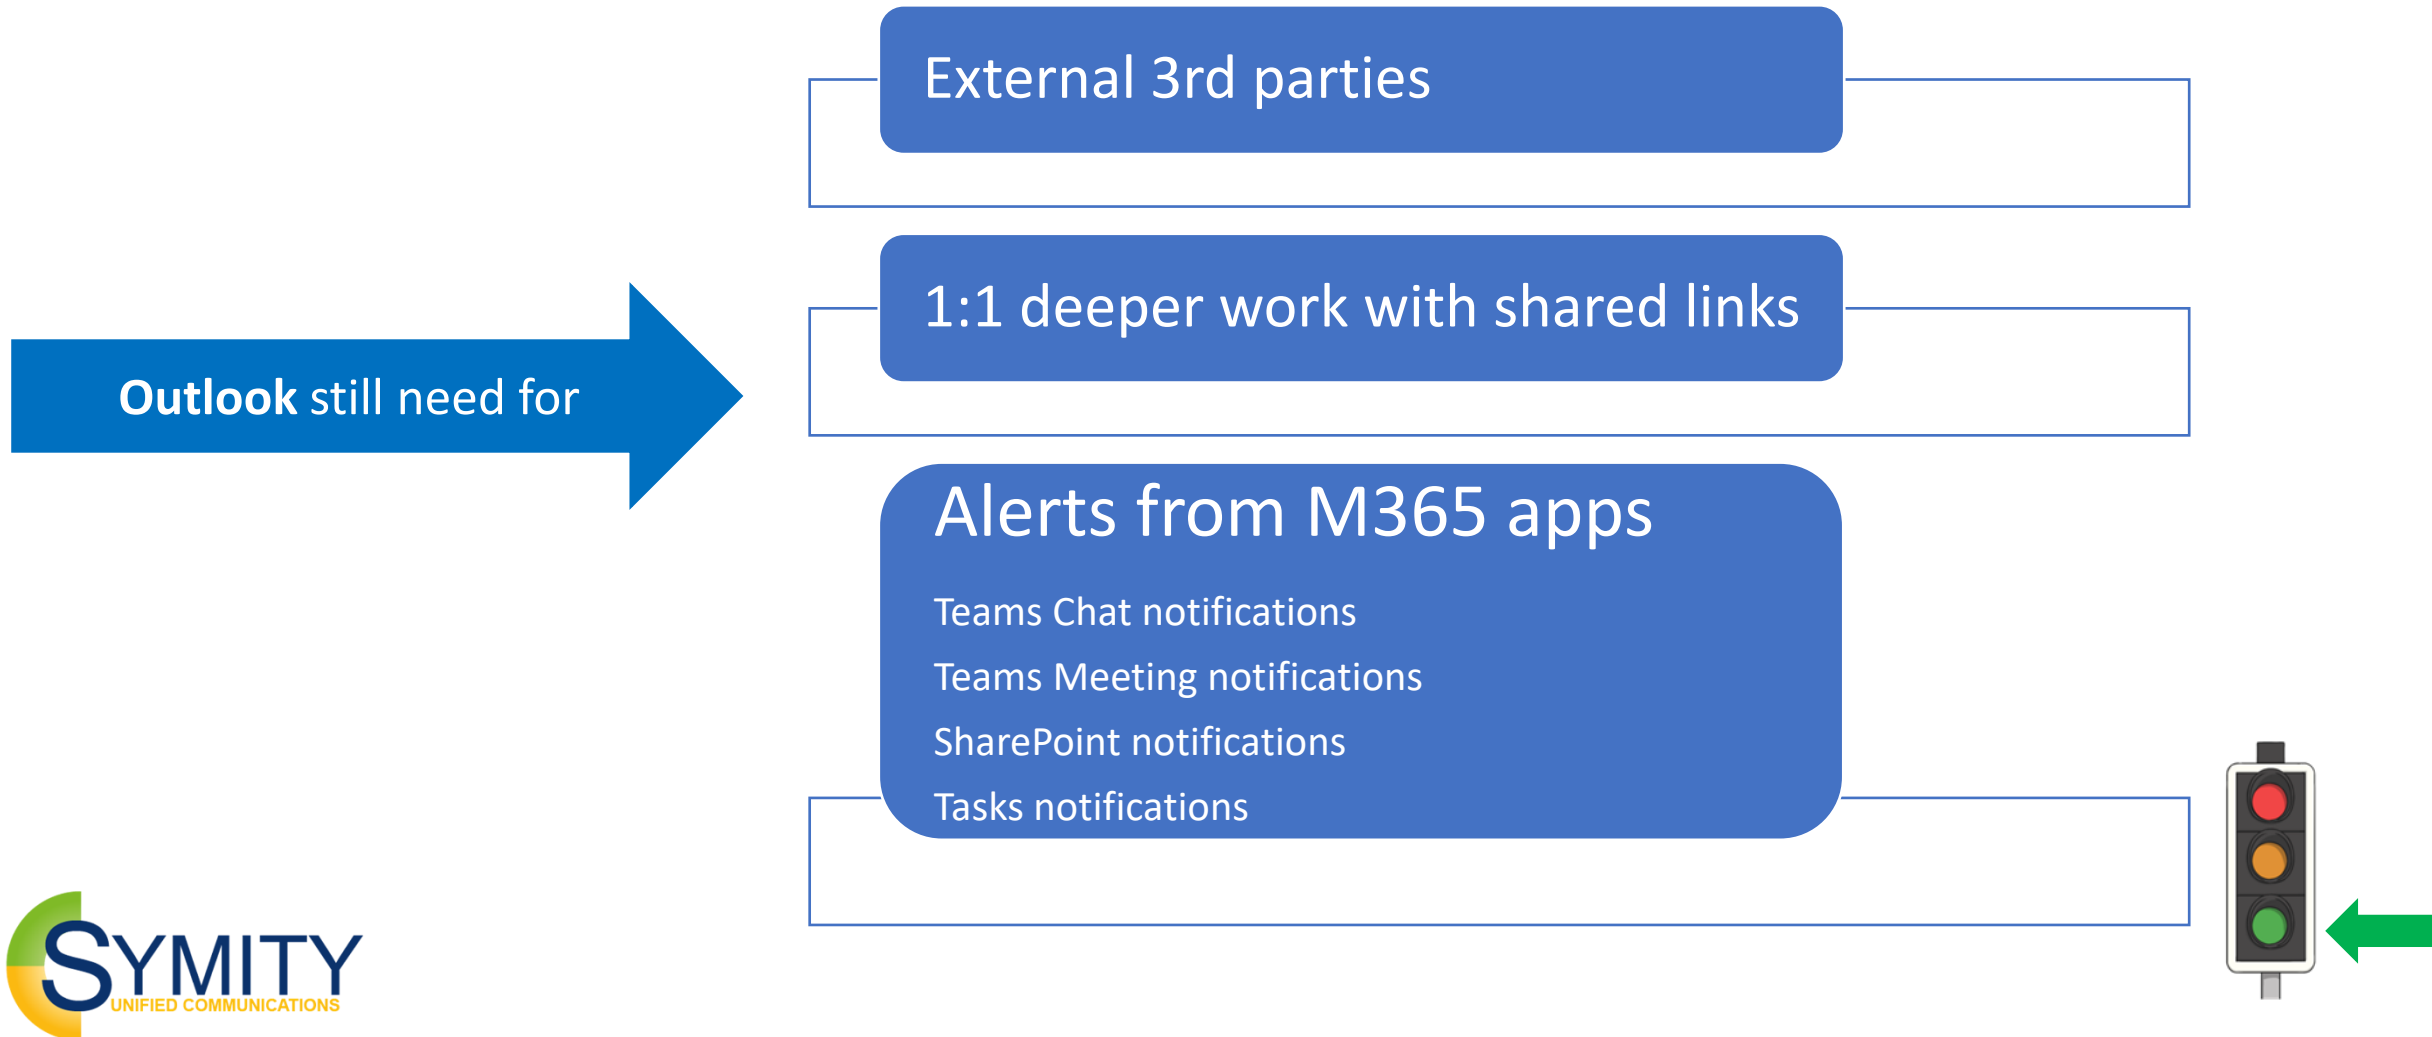 External 3rd parties
1:1 deeper work with shared links
Outlook still need for
Alerts from M365 apps
Teams Chat notifications
Teams Meeting notifications
SharePoint notifications
Tasks notifications
SYMITY
UNIFIED COMMUNICATIONS